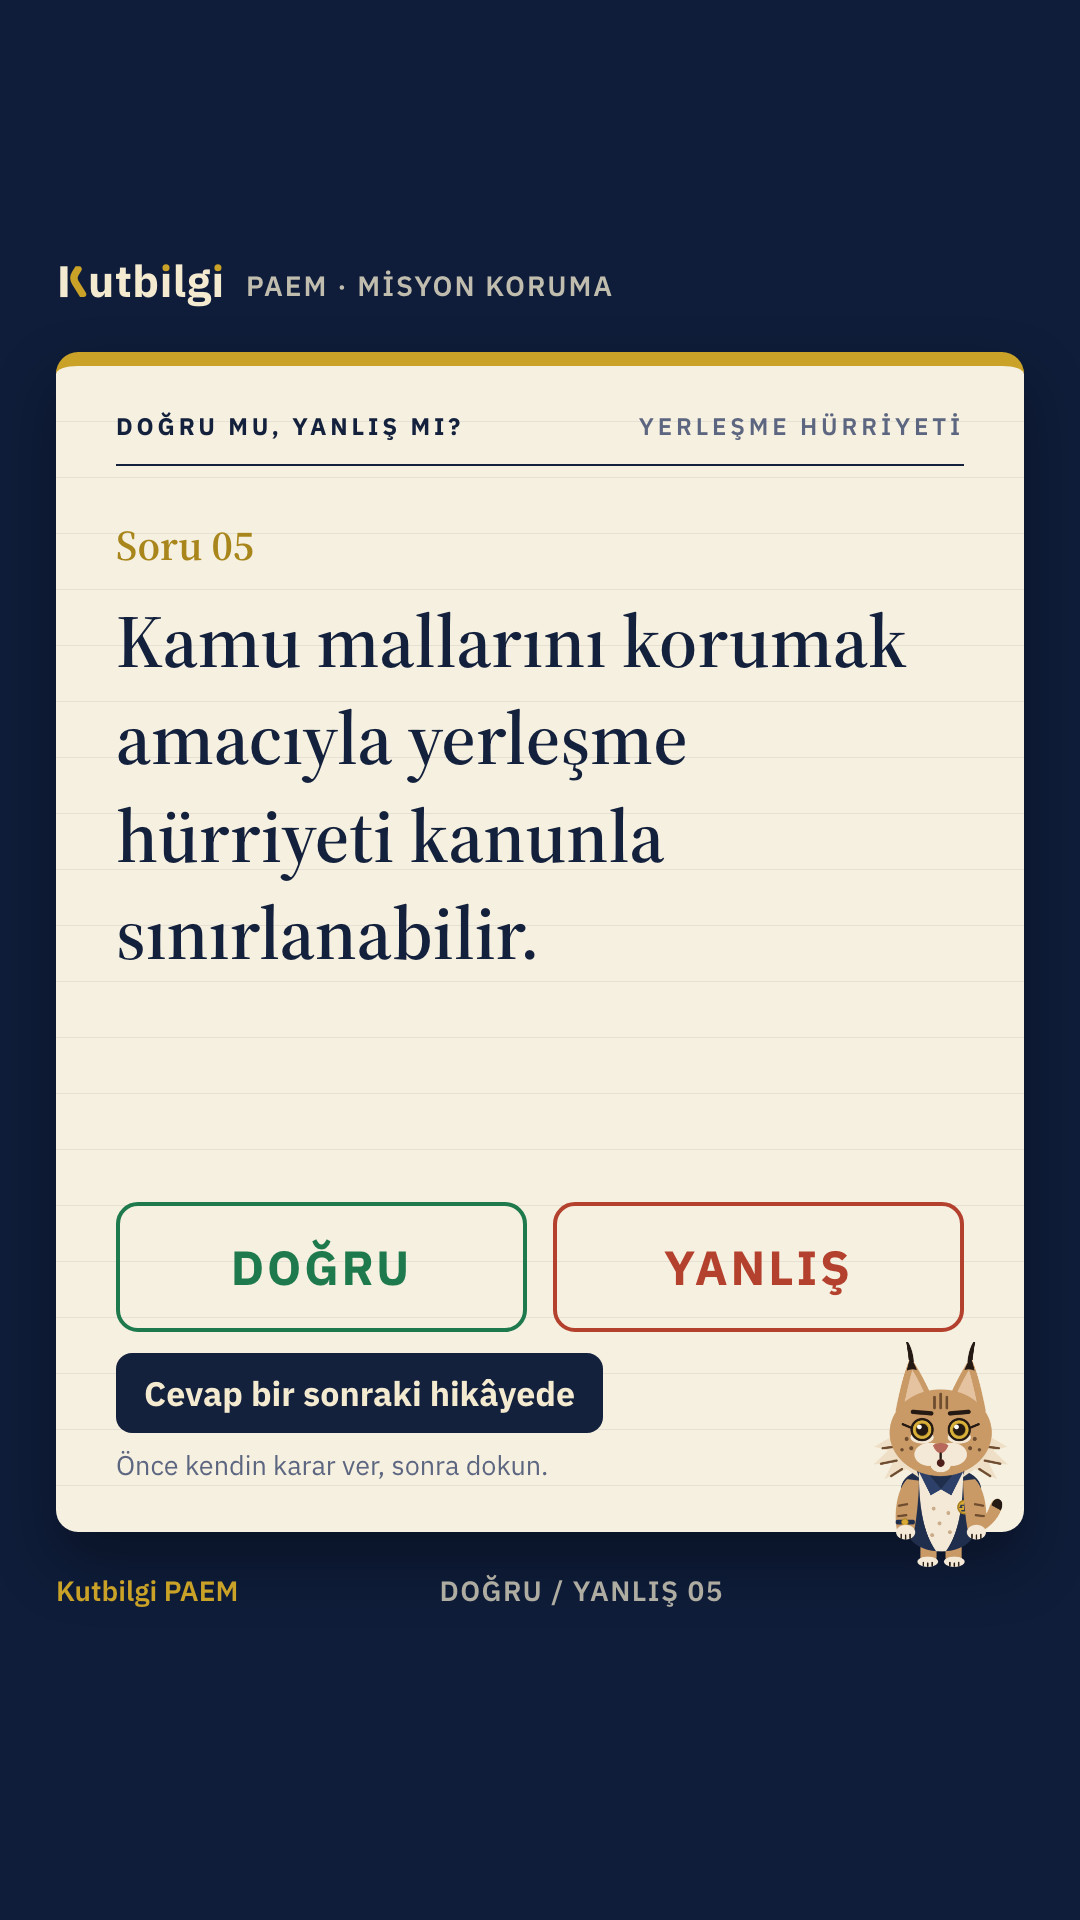 Kutbilgi PAEM · MİSYON KORUMA
DOĞRU MU, YANLIŞ MI? YERLEŞME HÜRRİYETİ
Soru 05
Kamu mallarını korumak
amacıyla yerleşme
hürriyeti kanunla
sınırlanabilir.
DOĞRU YANLIŞ
Cevap bir sonraki hikâyede
Önce kendin karar ver, sonra dokun.
Kutbilgi PAEM DOĞRU / YANLIŞ 05